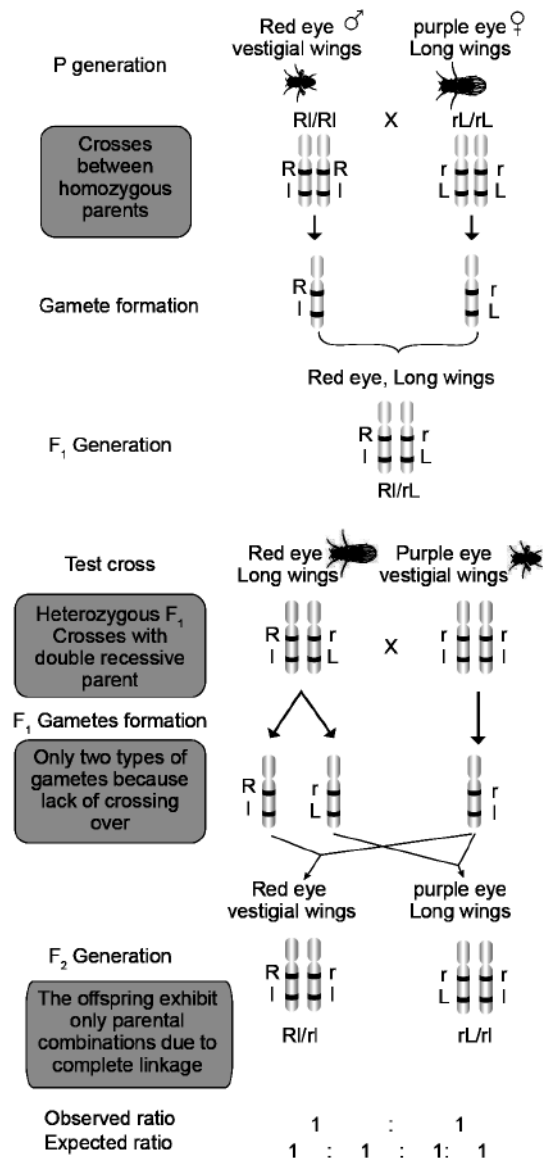 Red eye ♂ purple eye ♀
P generation vestigial wings Long wings
Rl/Rl X rL/rL
Crosses
between
homozygous
parents
R R r r
l l L L
Gamete formation
R r
l L
Red eye, Long wings
F₁ Generation
R r
l L
Rl/rL
Test cross
Red eye Purple eye
Long wings vestigial wings
Heterozygous F₁
Crosses with
double recessive
parent
R r X r r
l L l l
F₁ Gametes formation
Only two types of
gametes because
lack of crossing
over
R r r
l L l
Red eye purple eye
vestigial wings Long wings
F₂ Generation
R r r r
l l L l
The offspring exhibit
only parental
combinations due to
complete linkage
Rl/rl rL/rl
Observed ratio 1 : 1
Expected ratio 1 : 1 : 1: 1